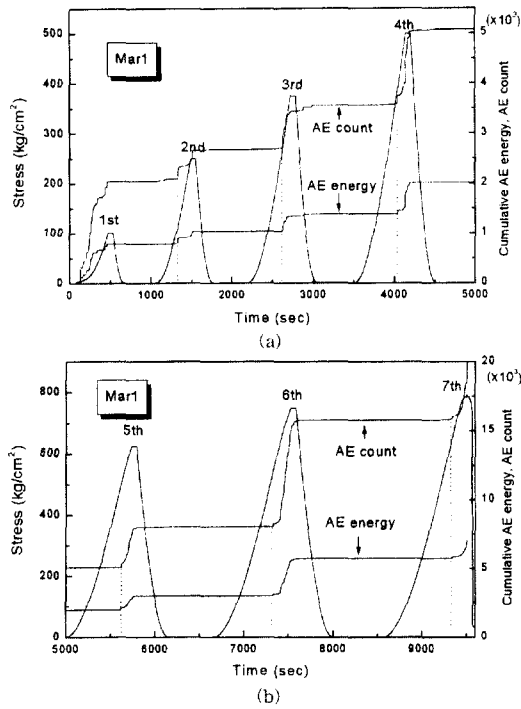 (×10³)
500
400
300
200
100
0
Stress (kg/cm²)
Mar1
1st
2nd
3rd
4th
AE count
AE energy
5
4
3
2
1
0
Cumulative AE energy, AE count
0
1000
2000
3000
4000
5000
Time (sec)
(a)
800
600
400
200
0
Stress (kg/cm²)
Mar1
5th
6th
7th
AE count
AE energy
20
(×10³)
15
10
5
0
Cumulative AE energy, AE count
5000
6000
7000
8000
9000
Time (sec)
(b)